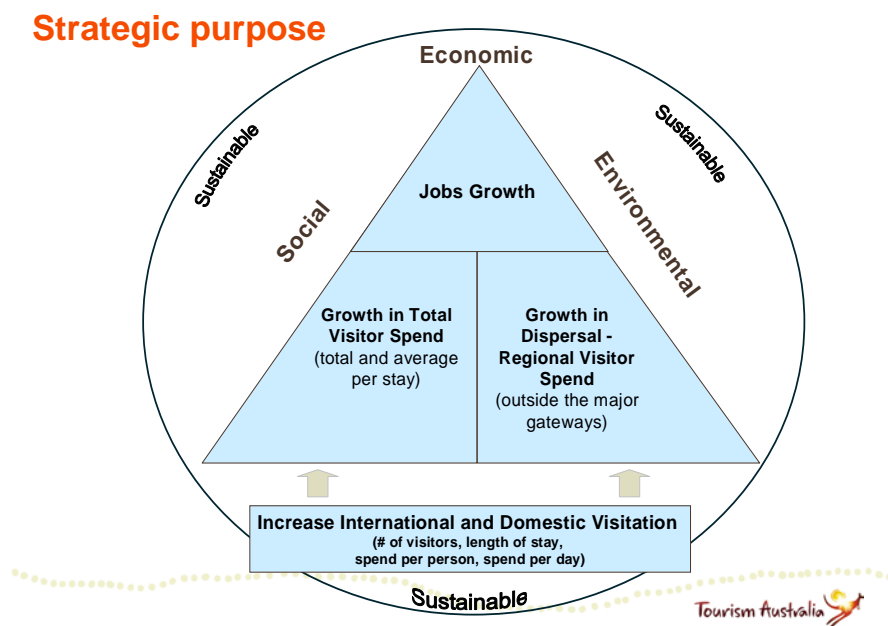 Strategic purpose
Economic
Sustainable
Sustainable
Social
Environmental
Jobs Growth
Growth in Total
Visitor Spend
(total and average
per stay)
Growth in
Dispersal -
Regional Visitor
Spend
(outside the major
gateways)
Increase International and Domestic Visitation
(# of visitors, length of stay,
spend per person, spend per day)
Sustainable
Tourism Australia